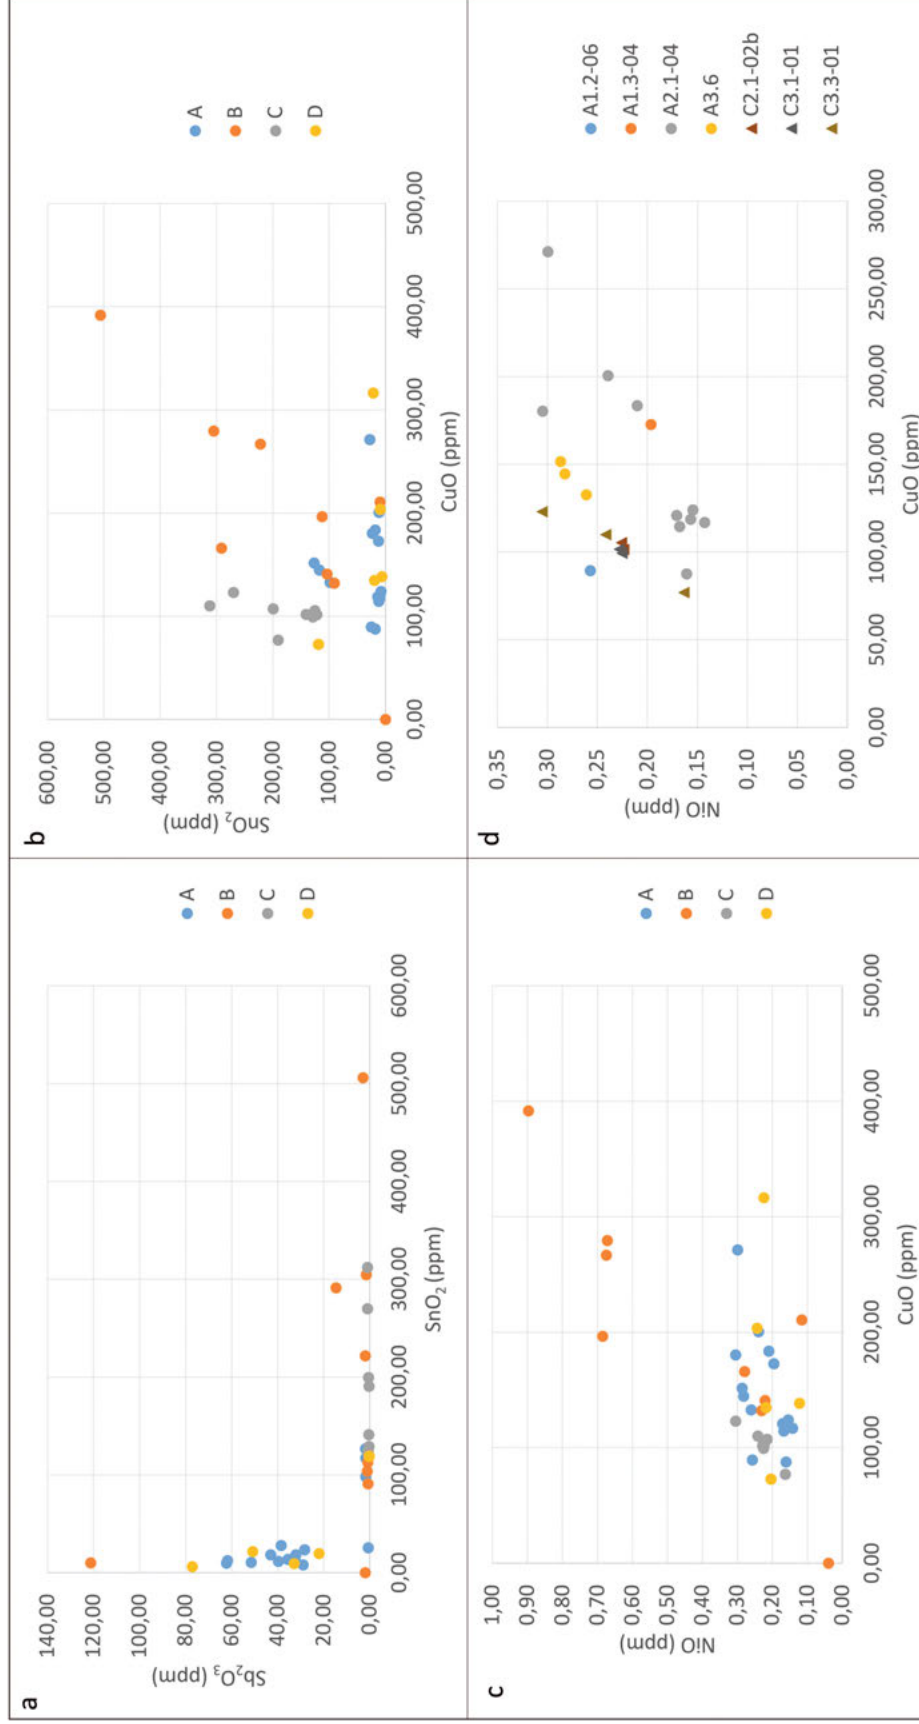 a
140,00
120,00
100,00
80,00
60,00
40,00
20,00
0,00
Sb₂O₃ (ppm)
0,00 100,00 200,00 300,00 400,00 500,00 600,00
SnO₂ (ppm)
A
B
C
D
b
600,00
500,00
400,00
300,00
200,00
100,00
0,00
SnO₂ (ppm)
0,00 100,00 200,00 300,00 400,00 500,00
CuO (ppm)
A
B
C
D
c
1,00
0,90
0,80
0,70
0,60
0,50
0,40
0,30
0,20
0,10
0,00
NiO (ppm)
0,00 100,00 200,00 300,00 400,00 500,00
CuO (ppm)
A
B
C
D
d
0,35
0,30
0,25
0,20
0,15
0,10
0,05
0,00
NiO (ppm)
0,00 50,00 100,00 150,00 200,00 250,00 300,00
CuO (ppm)
A1.2-06
A1.3-04
A2.1-04
A3.6
C2.1-02b
C3.1-01
C3.3-01